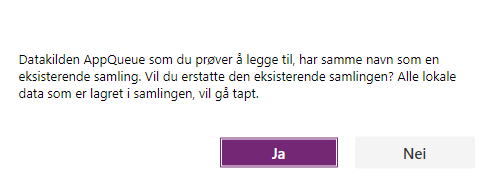 Datakilden AppQueue som du prøver å legge til, har samme navn som en
eksisterende samling. Vil du erstatte den eksisterende samlingen? Alle lokale
data som er lagret i samlingen, vil gå tapt.
Ja
Nei